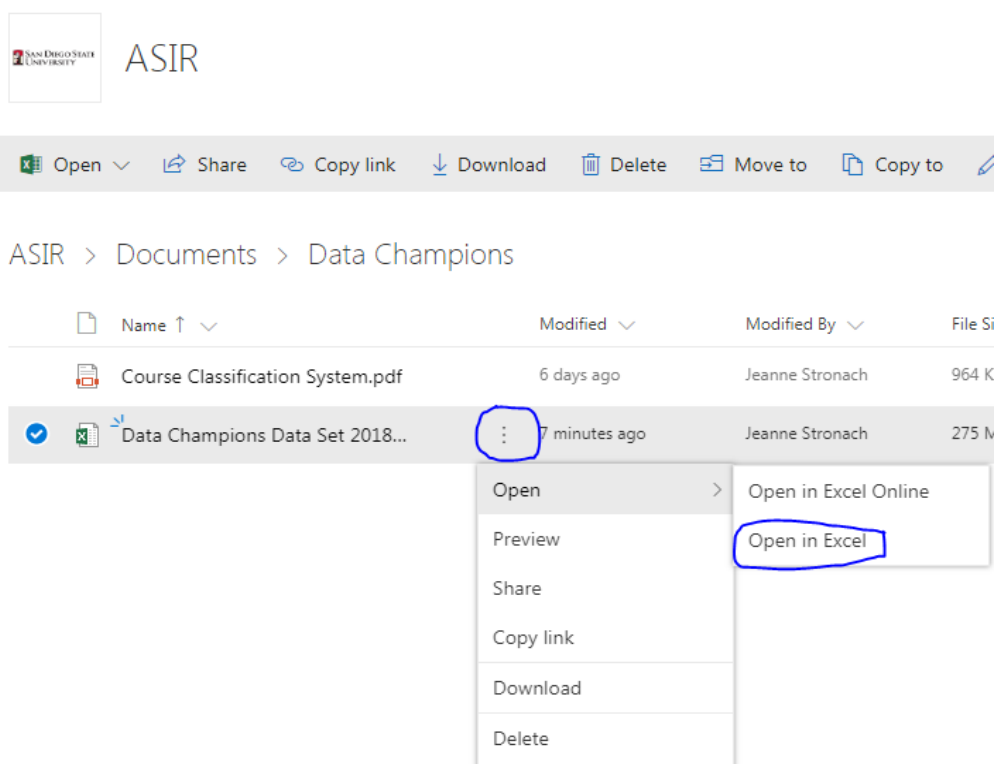 SAN DIEGO STATE
UNIVERSITY
ASIR
Open Share Copy link Download Delete Move to Copy to
ASIR > Documents > Data Champions
Name ↑ Modified Modified By File Si
Course Classification System.pdf 6 days ago Jeanne Stronach 964 K
Data Champions Data Set 2018... 7 minutes ago Jeanne Stronach 275 M
Open > Open in Excel Online
Preview Open in Excel
Share
Copy link
Download
Delete